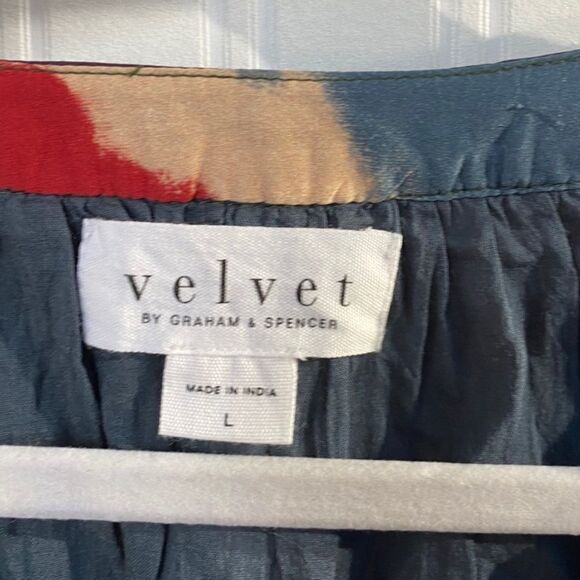 velvet
BY GRAHAM & SPENCER
MADE IN INDIA
L